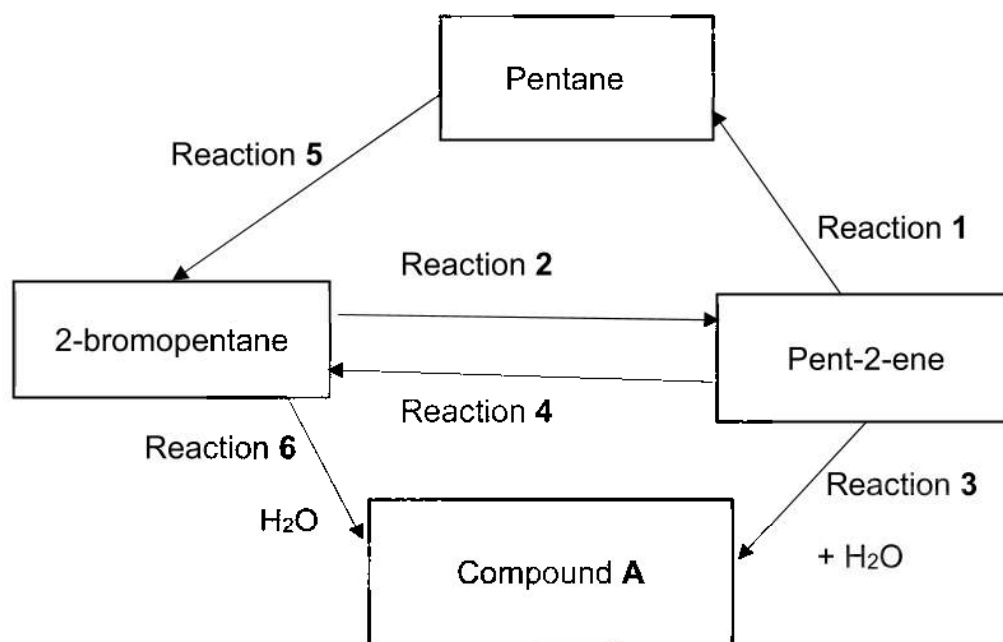 Pentane
Reaction 5
Reaction 1
Reaction 2
2-bromopentane
Pent-2-ene
Reaction 4
Reaction 6
Reaction 3
H₂O
+ H₂O
Compound A